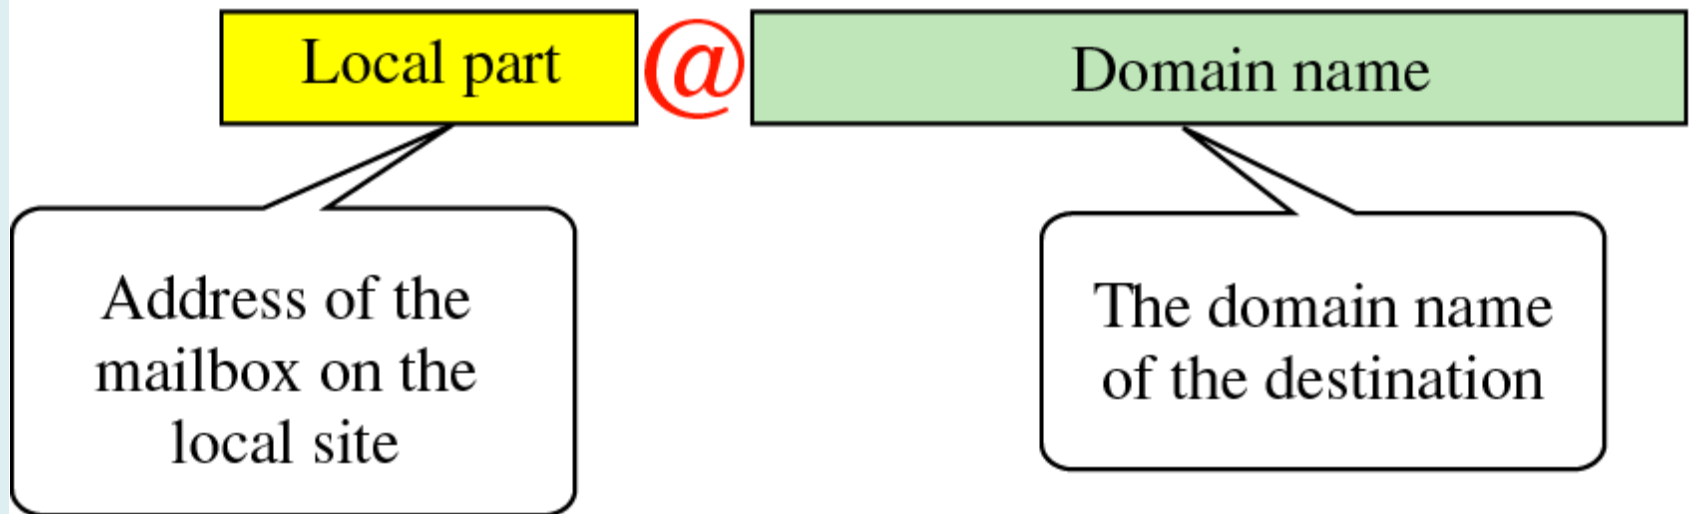 Local part @ Domain name
Address of the
mailbox on the
local site
The domain name
of the destination